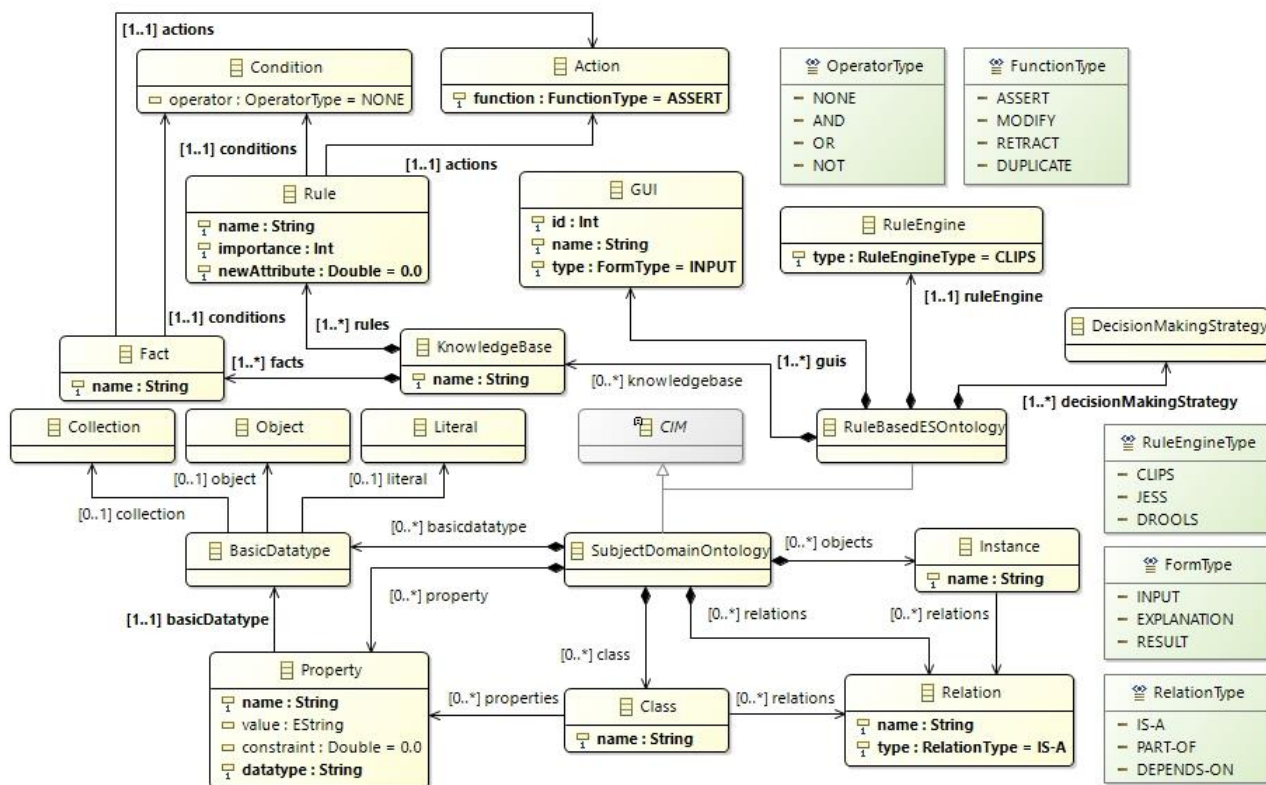 [1..1] actions
Condition
operator : OperatorType = NONE
Action
function : FunctionType = ASSERT
OperatorType
NONE
AND
OR
NOT
FunctionType
ASSERT
MODIFY
RETRACT
DUPLICATE
[1..1] conditions
[1..1] actions
Rule
name : String
importance : Int
newAttribute : Double = 0.0
GUI
id : Int
name : String
type : FormType = INPUT
RuleEngine
type : RuleEngineType = CLIPS
[1..1] ruleEngine
[1..1] conditions
[1..*] rules
Fact
name : String
[1..*] facts
KnowledgeBase
name : String
[0..*] knowledgebase
[1..*] guis
DecisionMakingStrategy
[1..*] decisionMakingStrategy
RuleBasedESOntology
Collection
Object
Literal
CIM
[0..1] collection
[0..1] object
[0..1] literal
RuleEngineType
CLIPS
JESS
DROOLS
BasicDatatype
[0..*] basicdatatype
SubjectDomainOntology
[0..*] objects
Instance
name : String
FormType
INPUT
EXPLANATION
RESULT
[1..1] basicDatatype
[0..*] property
[0..*] relations
[0..*] relations
[0..*] class
Property
name : String
value : EString
constraint : Double = 0.0
datatype : String
[0..*] properties
Class
name : String
[0..*] relations
Relation
name : String
type : RelationType = IS-A
RelationType
IS-A
PART-OF
DEPENDS-ON